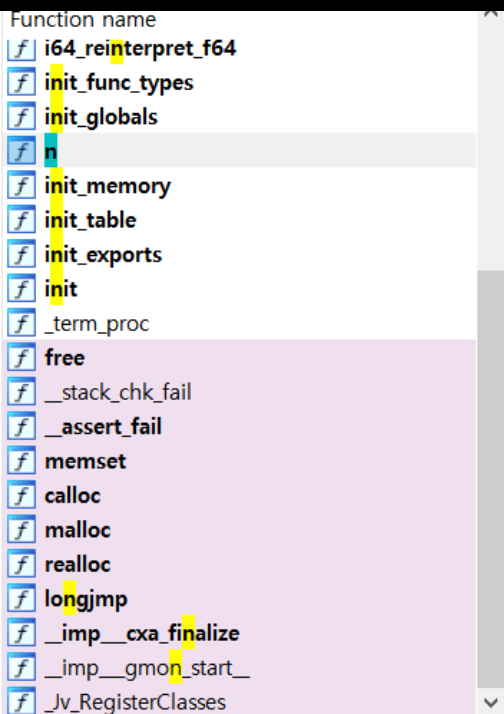 Function name
i64_reinterpret_f64
init_func_types
init_globals
n
init_memory
init_table
init_exports
init
_term_proc
free
__stack_chk_fail
__assert_fail
memset
calloc
malloc
realloc
longjmp
__imp___cxa_finalize
__imp___gmon_start__
_Jv_RegisterClasses